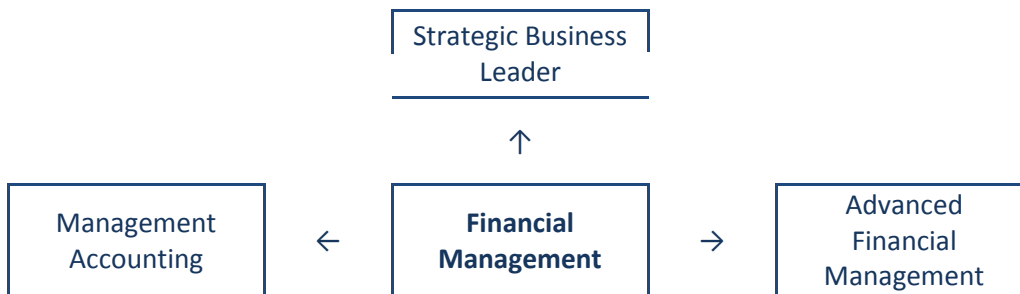 Strategic Business
Leader
↑
Management
Accounting
←
Financial
Management
→
Advanced
Financial
Management